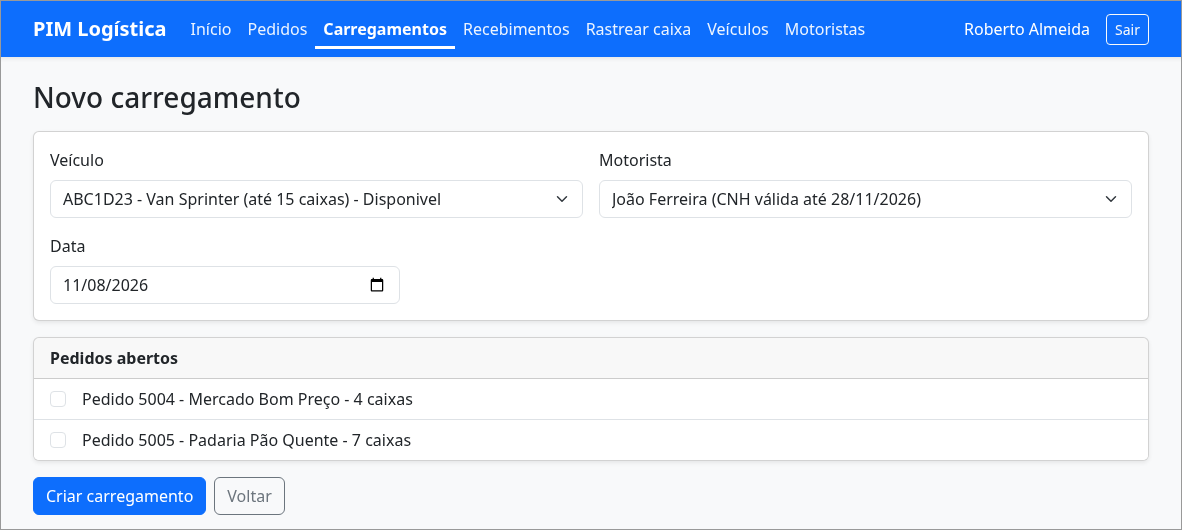 PIM Logística Início Pedidos Carregamentos Recebimentos Rastrear caixa Veículos Motoristas Roberto Almeida Sair
Novo carregamento
Veículo Motorista
ABC1D23 - Van Sprinter (até 15 caixas) - Disponivel João Ferreira (CNH válida até 28/11/2026)
Data
11/08/2026
Pedidos abertos
Pedido 5004 - Mercado Bom Preço - 4 caixas
Pedido 5005 - Padaria Pão Quente - 7 caixas
Criar carregamento Voltar